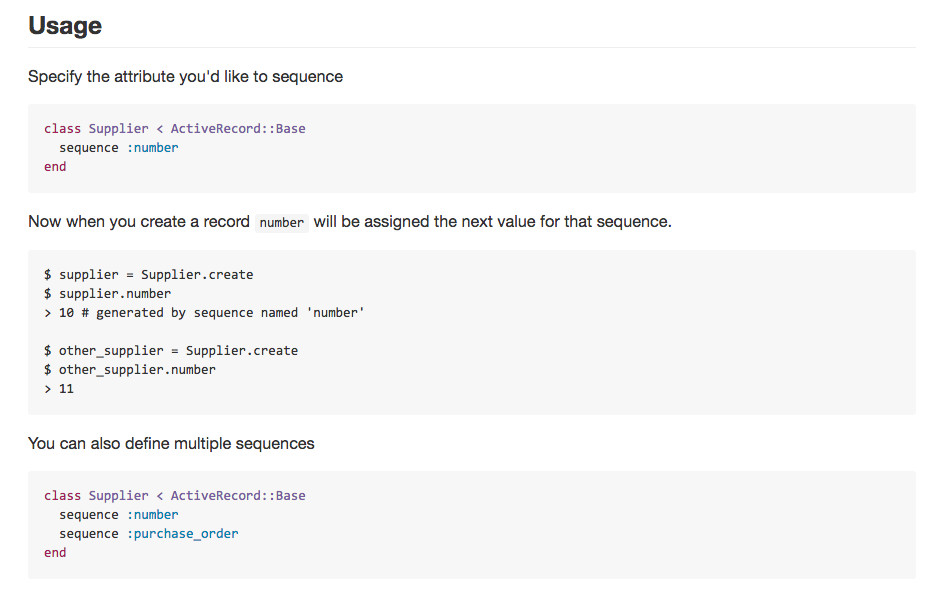 Usage
Specify the attribute you'd like to sequence
class Supplier < ActiveRecord::Base
  sequence :number
end
Now when you create a record number will be assigned the next value for that sequence.
$ supplier = Supplier.create
$ supplier.number
> 10 # generated by sequence named 'number'
$ other_supplier = Supplier.create
$ other_supplier.number
> 11
You can also define multiple sequences
class Supplier < ActiveRecord::Base
  sequence :number
  sequence :purchase_order
end